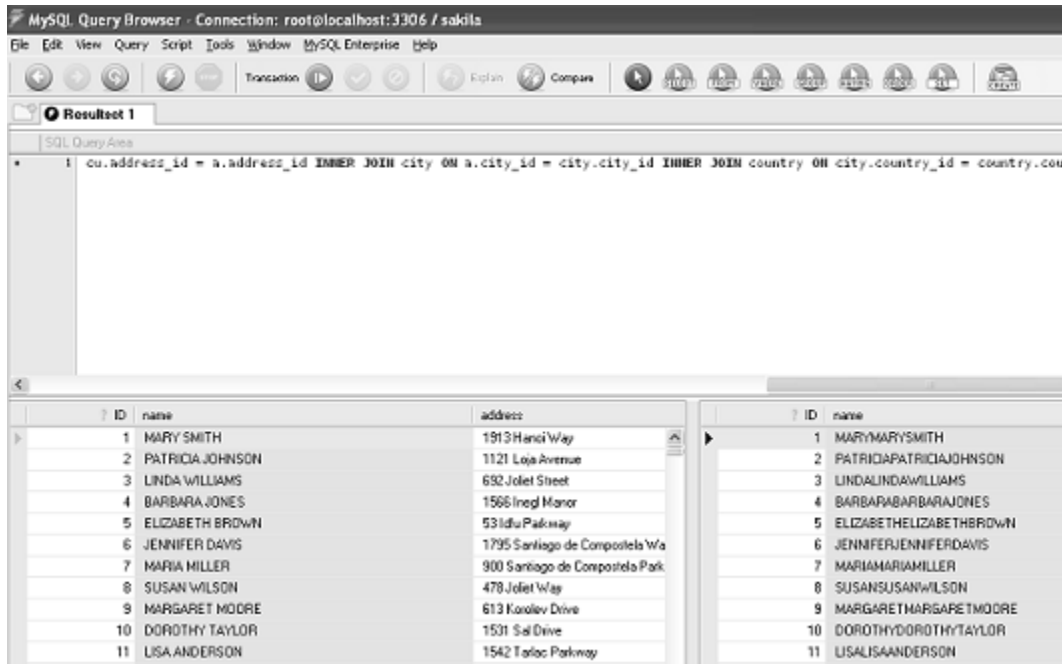 MySQL Query Browser - Connection: root@localhost:3306 / sakila
File Edit View Query Script Tools Window MySQL Enterprise Help
Transaction Explain Compare CREATE
Resultset 1
SQL Query Area
1 cu.address_id = a.address_id INNER JOIN city ON a.city_id = city.city_id INNER JOIN country ON city.country_id = country.cou
? ID name address ? ID name
1 MARY SMITH 1913 Hanoi Way 1 MARYMARYSMITH
2 PATRICIA JOHNSON 1121 Loja Avenue 2 PATRICIAPATRICIAJOHNSON
3 LINDA WILLIAMS 692 Joliet Street 3 LINDALINDAWILLIAMS
4 BARBARA JONES 1566 Inegl Manor 4 BARBARABARBARAJONES
5 ELIZABETH BROWN 53 Idfu Parkway 5 ELIZABETHELIZABETHBROWN
6 JENNIFER DAVIS 1795 Santiago de Compostela Wa 6 JENNIFERJENNIFERDAVIS
7 MARIA MILLER 900 Santiago de Compostela Park 7 MARIAMARIAMILLER
8 SUSAN WILSON 478 Joliet Way 8 SUSANSUSANWILSON
9 MARGARET MOORE 613 Korolev Drive 9 MARGARETMARGARETMOORE
10 DOROTHY TAYLOR 1531 Sal Drive 10 DOROTHYDOROTHYTAYLOR
11 LISA ANDERSON 1542 Tarlac Parkway 11 LISALISAANDERSON